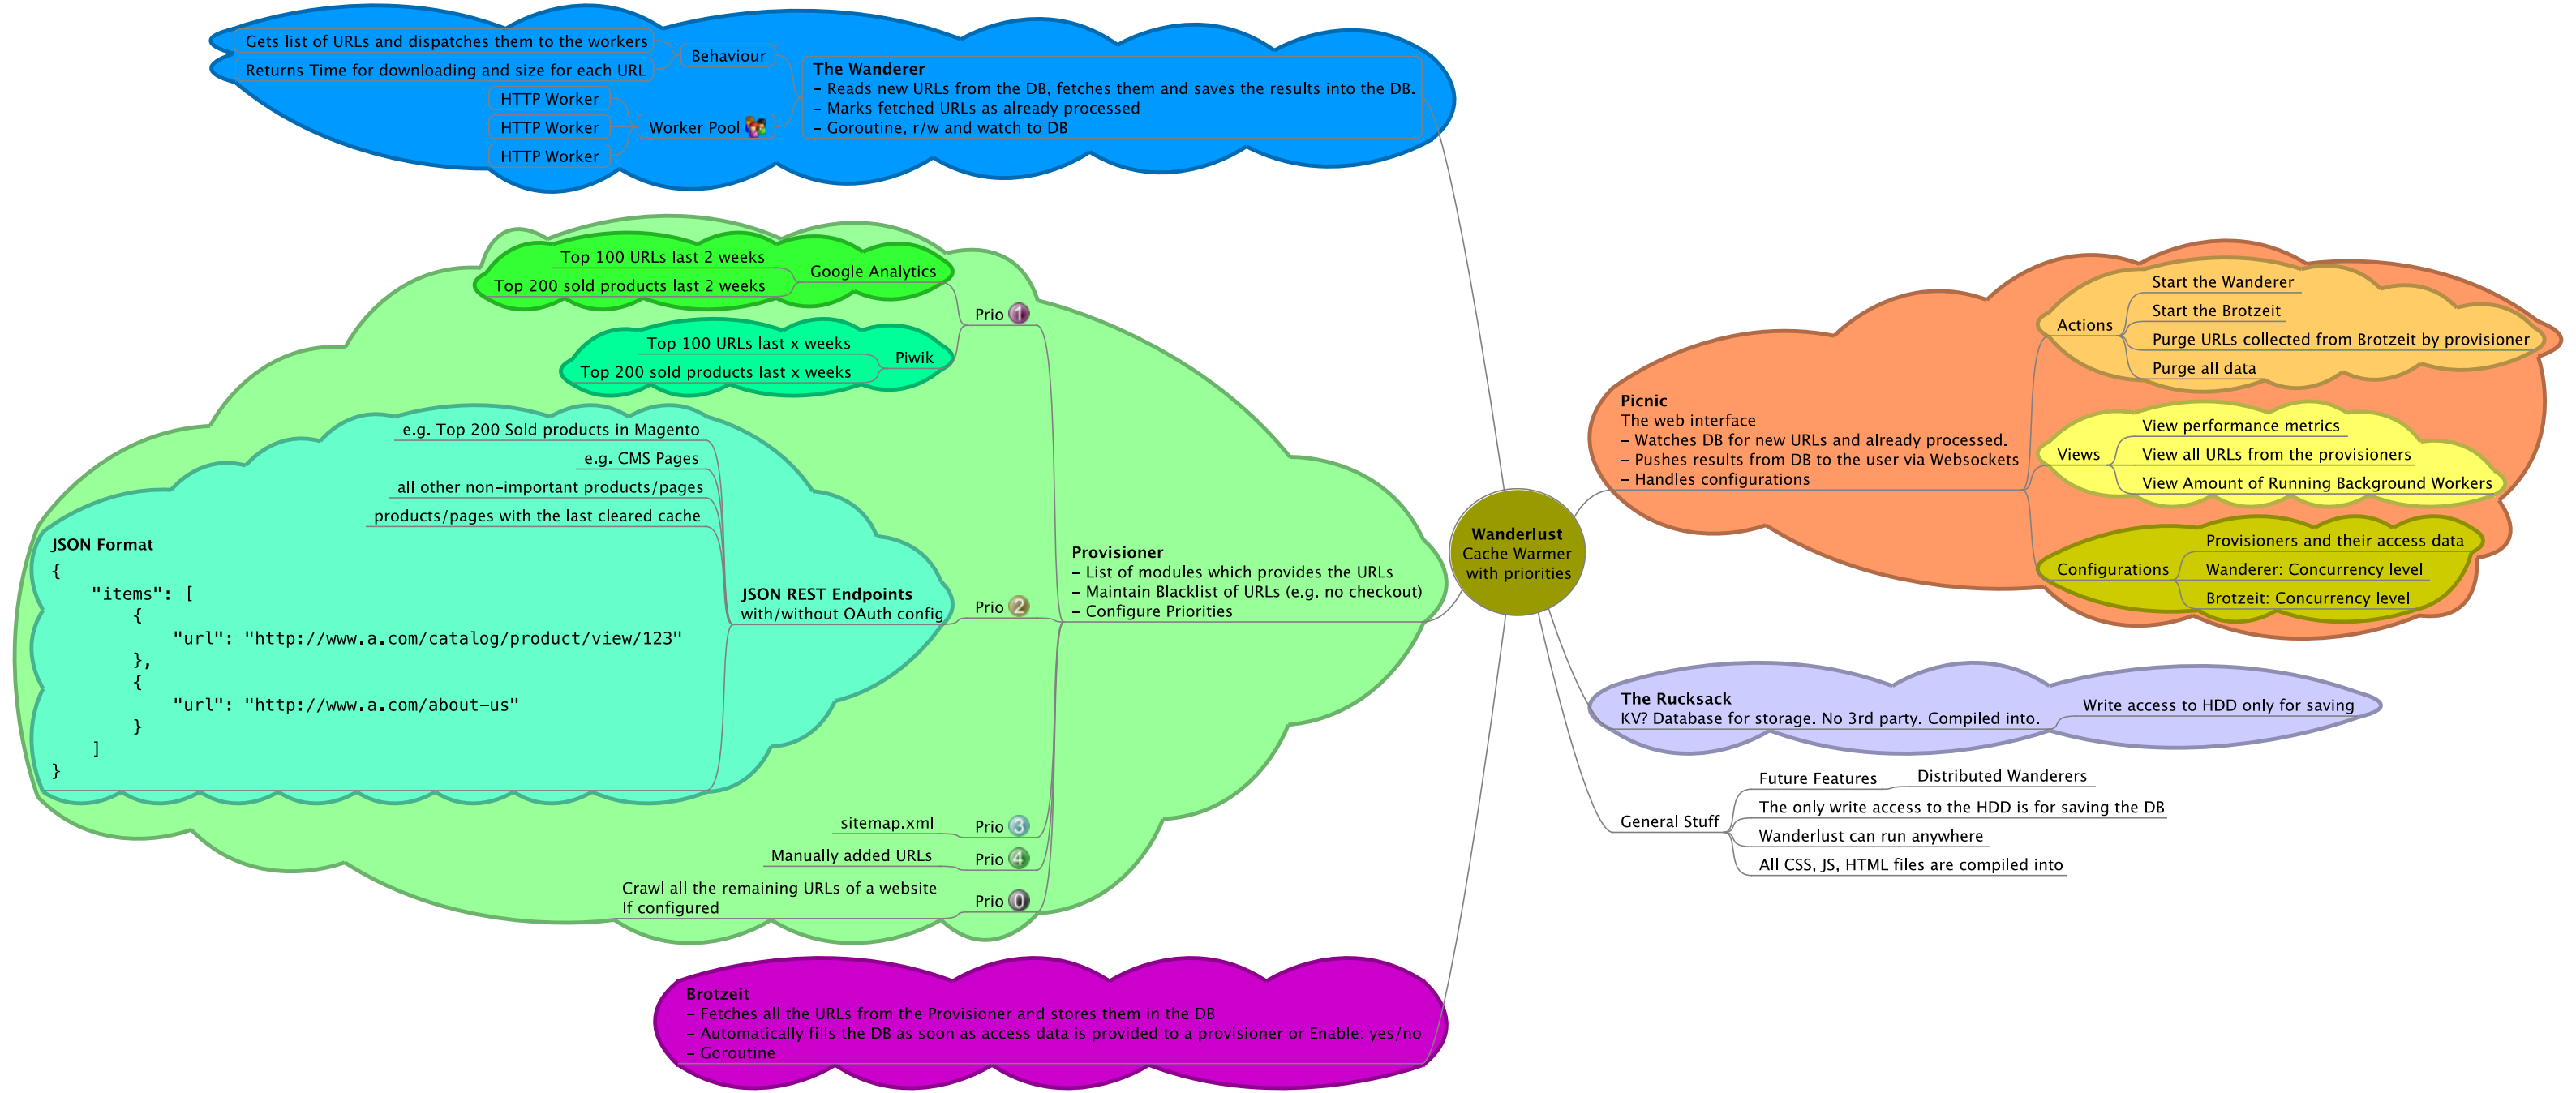 Gets list of URLs and dispatches them to the workers
Returns Time for downloading and size for each URL
Behaviour
HTTP Worker
HTTP Worker
HTTP Worker
Worker Pool
The Wanderer
- Reads new URLs from the DB, fetches them and saves the results into the DB.
- Marks fetched URLs as already processed
- Goroutine, r/w and watch to DB
Top 100 URLs last 2 weeks
Top 200 sold products last 2 weeks
Google Analytics
Prio 1
Top 100 URLs last x weeks
Top 200 sold products last x weeks
Piwik
e.g. Top 200 Sold products in Magento
e.g. CMS Pages
all other non-important products/pages
products/pages with the last cleared cache
JSON Format
{
"items": [
{
"url": "http://www.a.com/catalog/product/view/123"
},
{
"url": "http://www.a.com/about-us"
}
]
}
JSON REST Endpoints
with/without OAuth config
Prio 2
Provisioner
- List of modules which provides the URLs
- Maintain Blacklist of URLs (e.g. no checkout)
- Configure Priorities
sitemap.xml
Prio 3
Manually added URLs
Prio 4
Crawl all the remaining URLs of a website
If configured
Prio 0
Brotzeit
- Fetches all the URLs from the Provisioner and stores them in the DB
- Automatically fills the DB as soon as access data is provided to a provisioner or Enable: yes/no
- Goroutine
Wanderlust
Cache Warmer
with priorities
Picnic
The web interface
- Watches DB for new URLs and already processed.
- Pushes results from DB to the user via Websockets
- Handles configurations
Actions
Start the Wanderer
Start the Brotzeit
Purge URLs collected from Brotzeit by provisioner
Purge all data
Views
View performance metrics
View all URLs from the provisioners
View Amount of Running Background Workers
Configurations
Provisioners and their access data
Wanderer: Concurrency level
Brotzeit: Concurrency level
The Rucksack
KV? Database for storage. No 3rd party. Compiled into.
Write access to HDD only for saving
General Stuff
Future Features
Distributed Wanderers
The only write access to the HDD is for saving the DB
Wanderlust can run anywhere
All CSS, JS, HTML files are compiled into